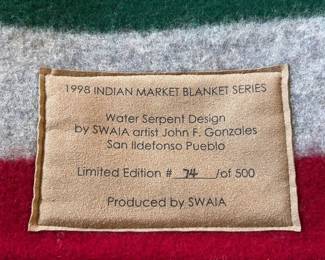 1998 INDIAN MARKET BLANKET SERIES
Water Serpent Design
by SWAIA artist John F. Gonzales
San Ildefonso Pueblo
Limited Edition # 74 /of 500
Produced by SWAIA